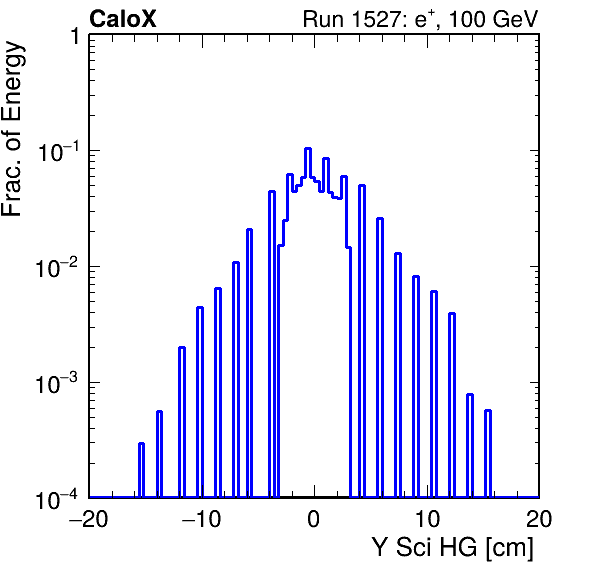 CaloX Run 1527: e⁺, 100 GeV
Frac. of Energy
1
10⁻¹
10⁻²
10⁻³
10⁻⁴
−20 −10 0 10 20
Y Sci HG [cm]